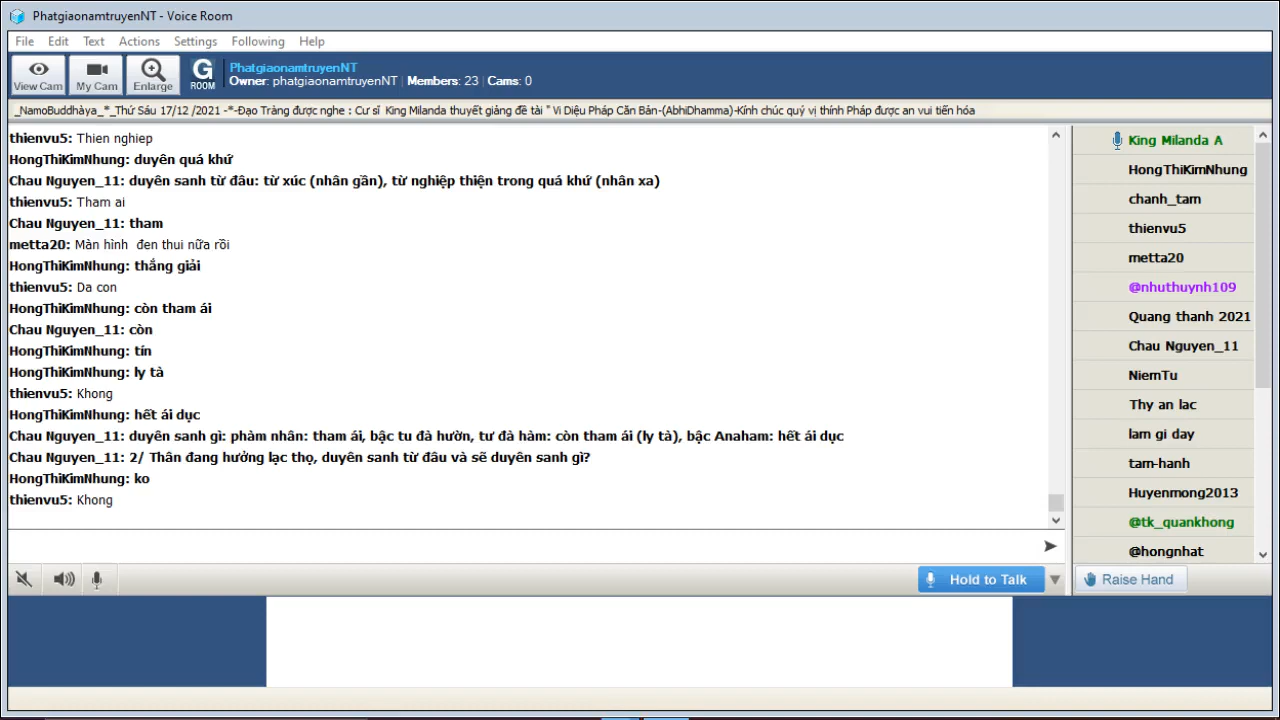 PhatgiaonamtruyenNT - Voice Room
File Edit Text Actions Settings Following Help
View Cam My Cam Enlarge G ROOM
PhatgiaonamtruyenNT
Owner: phatgiaonamtruyenNT | Members: 23 | Cams: 0
_NamoBuddhàya_*_Thứ Sáu 17/12 /2021 -*-Đạo Tràng được nghe : Cư sĩ King Milanda thuyết giảng đề tài " Vi Diệu Pháp Căn Bản-(AbhiDhamma)-Kính chúc quý vị thính Pháp được an vui tiến hóa
thienvu5: Thien nghiep
HongThiKimNhung: duyên quá khứ
Chau Nguyen_11: duyên sanh từ đâu: từ xúc (nhân gần), từ nghiệp thiện trong quá khứ (nhân xa)
thienvu5: Tham ai
Chau Nguyen_11: tham
metta20: Màn hình đen thui nữa rồi
HongThiKimNhung: thắng giải
thienvu5: Da con
HongThiKimNhung: còn tham ái
Chau Nguyen_11: còn
HongThiKimNhung: tín
HongThiKimNhung: ly tà
thienvu5: Khong
HongThiKimNhung: hết ái dục
Chau Nguyen_11: duyên sanh gì: phàm nhân: tham ái, bậc tu đà hườn, tư đà hàm: còn tham ái (ly tà), bậc Anaham: hết ái dục
Chau Nguyen_11: 2/ Thân đang hưởng lạc thọ, duyên sanh từ đâu và sẽ duyên sanh gì?
HongThiKimNhung: ko
thienvu5: Khong
King Milanda A
HongThiKimNhung
chanh_tam
thienvu5
metta20
@nhuthuynh109
Quang thanh 2021
Chau Nguyen_11
NiemTu
Thy an lac
lam gi day
tam-hanh
Huyenmong2013
@tk_quankhong
@hongnhat
Hold to Talk
Raise Hand